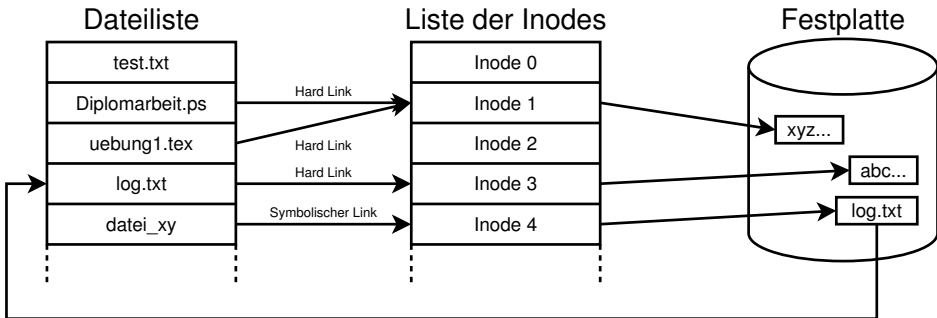 Dateiliste
Liste der Inodes
Festplatte
test.txt
Inode 0
Diplomarbeit.ps
Hard Link
Inode 1
xyz...
uebung1.tex
Hard Link
Inode 2
log.txt
Hard Link
Inode 3
abc...
datei_xy
Symbolischer Link
Inode 4
log.txt